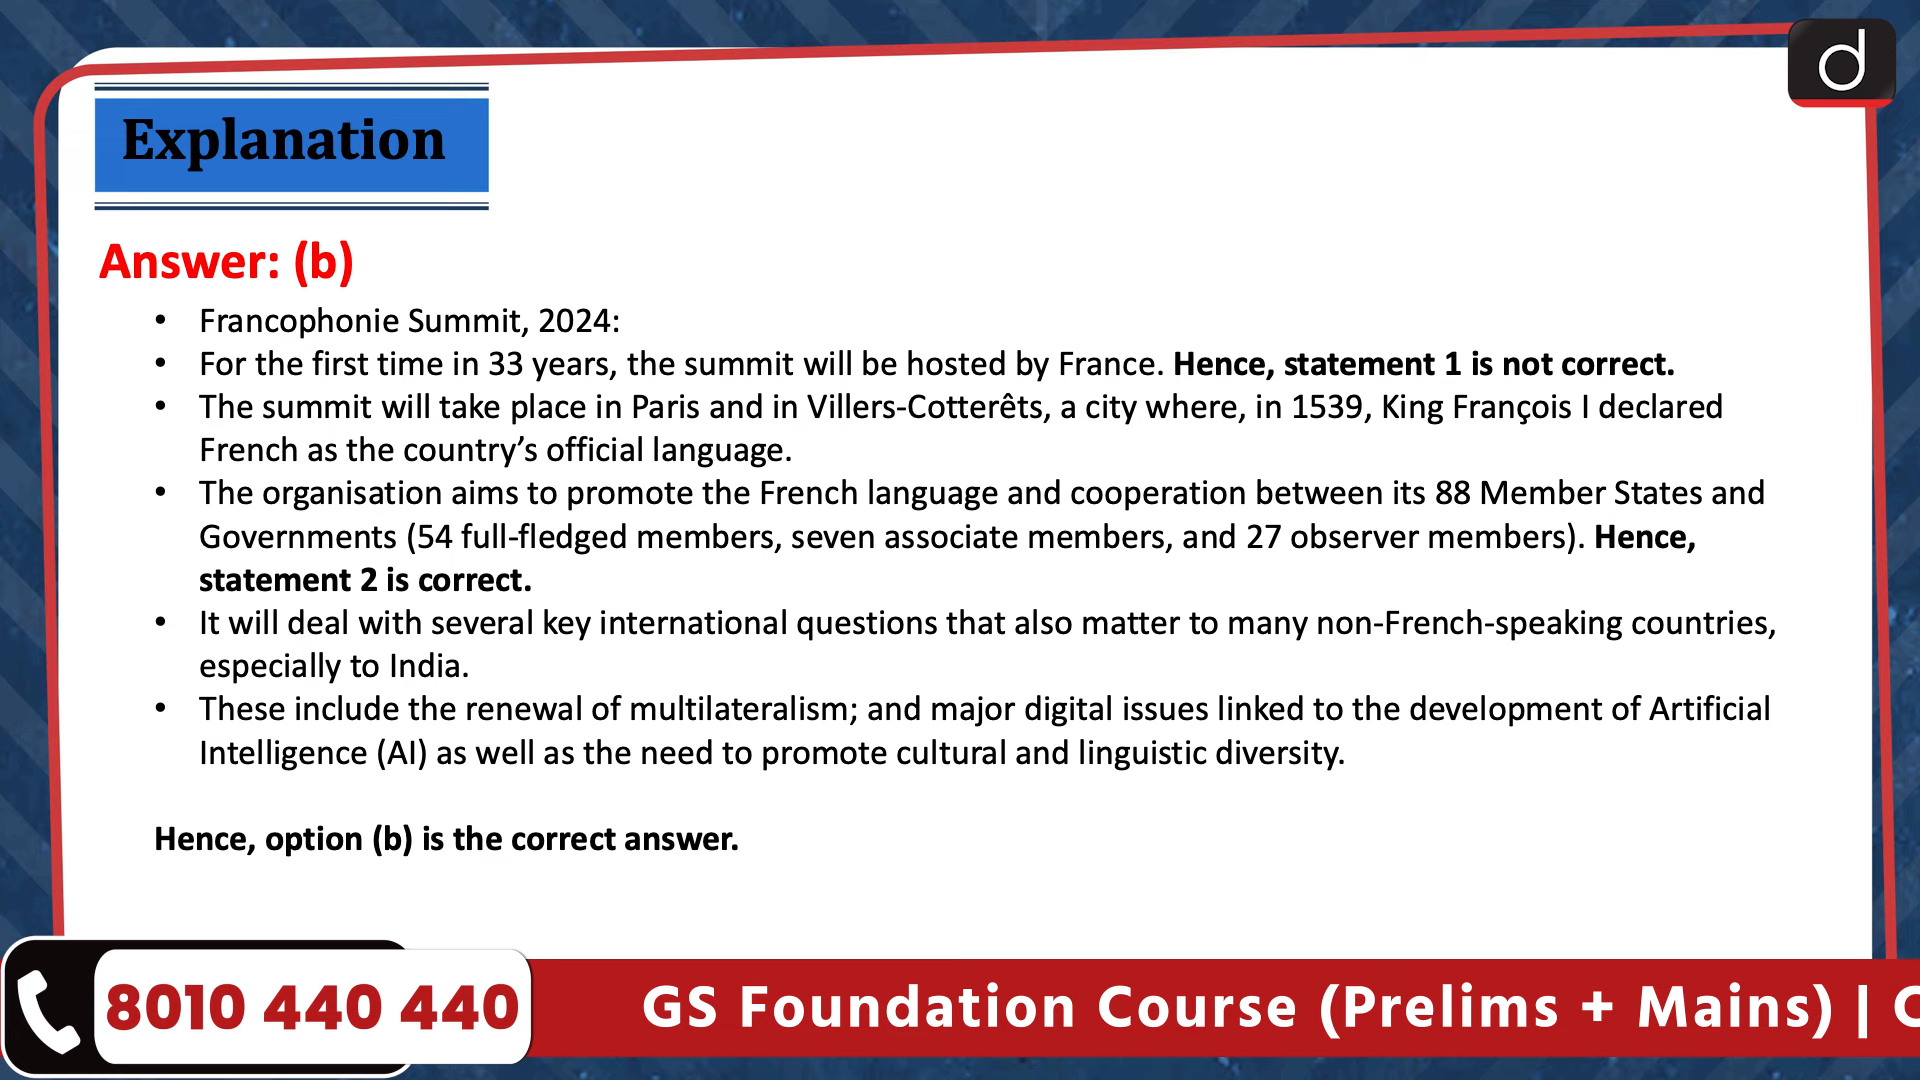 d
Explanation
Answer: (b)
• Francophonie Summit, 2024:
• For the first time in 33 years, the summit will be hosted by France. Hence, statement 1 is not correct.
• The summit will take place in Paris and in Villers-Cotterêts, a city where, in 1539, King François I declared
French as the country’s official language.
• The organisation aims to promote the French language and cooperation between its 88 Member States and
Governments (54 full-fledged members, seven associate members, and 27 observer members). Hence,
statement 2 is correct.
• It will deal with several key international questions that also matter to many non-French-speaking countries,
especially to India.
• These include the renewal of multilateralism; and major digital issues linked to the development of Artificial
Intelligence (AI) as well as the need to promote cultural and linguistic diversity.
Hence, option (b) is the correct answer.
8010 440 440
GS Foundation Course (Prelims + Mains) |